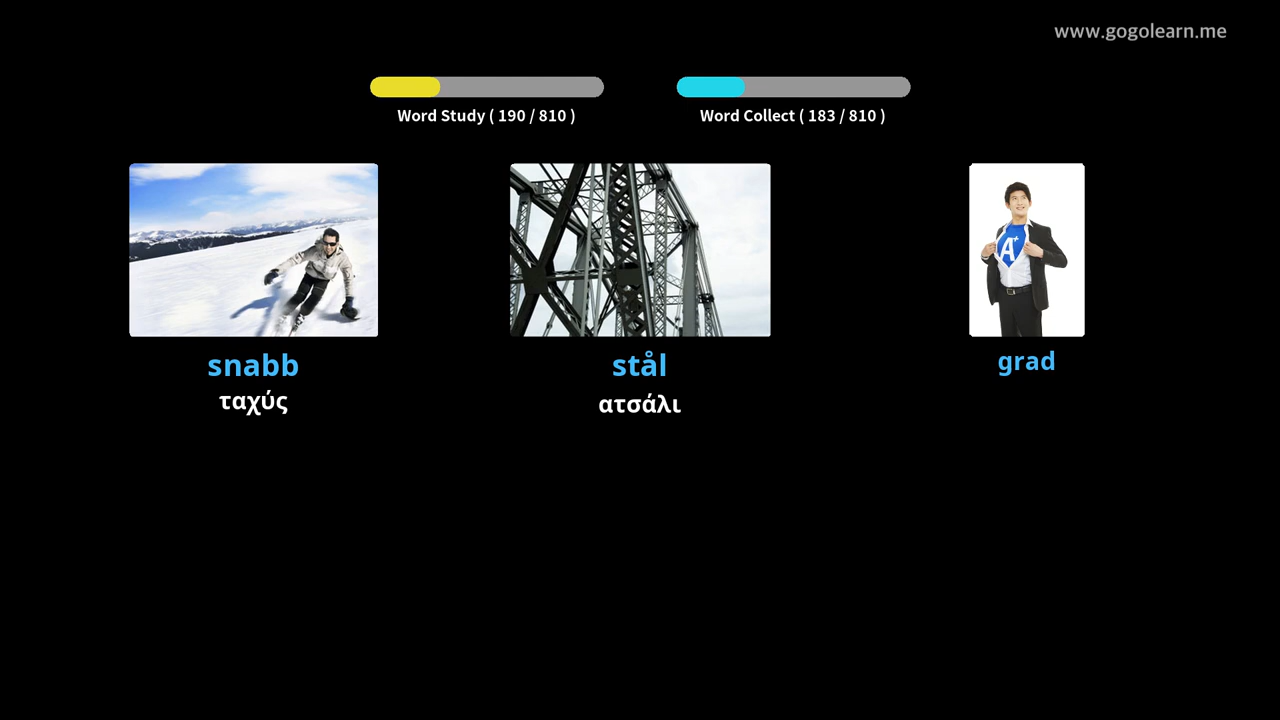 www.gogolearn.me
Word Study ( 190 / 810 )
Word Collect ( 183 / 810 )
A+
snabb
ταχύς
stål
ατσάλι
grad